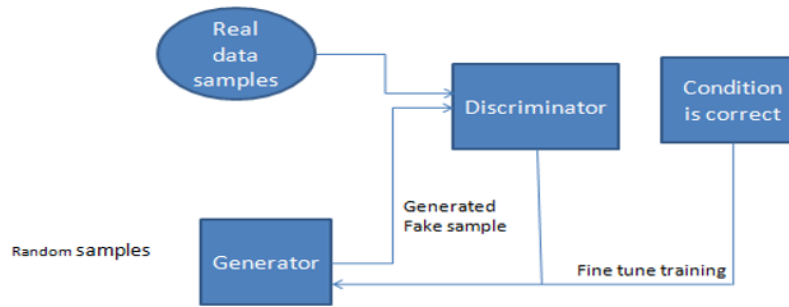 Real
data
samples
Discriminator
Condition
is correct
Generated
Fake sample
Random samples
Generator
Fine tune training